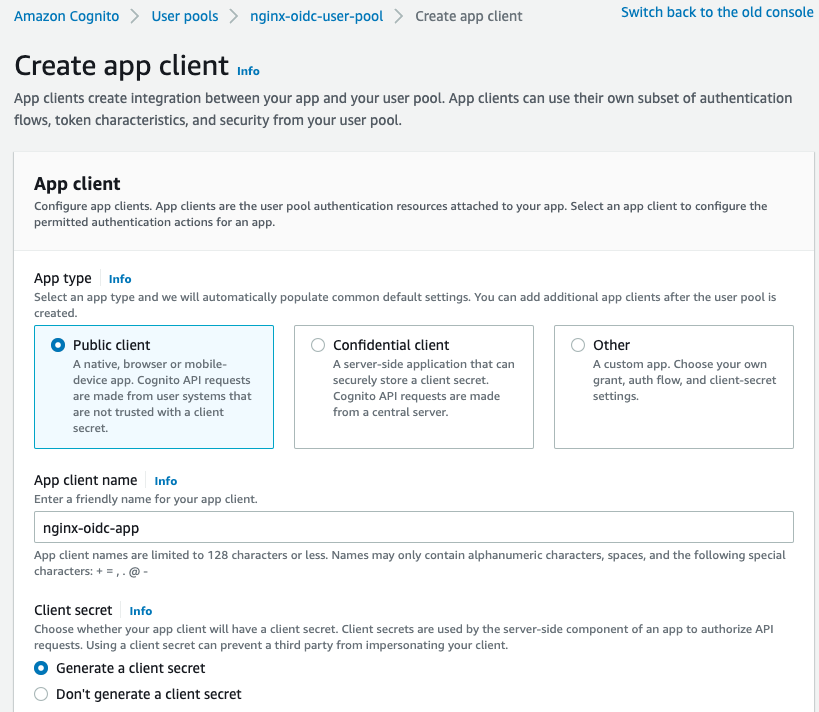 Amazon Cognito > User pools > nginx-oidc-user-pool > Create app client
Switch back to the old console
Create app client Info
App clients create integration between your app and your user pool. App clients can use their own subset of authentication
flows, token characteristics, and security from your user pool.
App client
Configure app clients. App clients are the user pool authentication resources attached to your app. Select an app client to configure the
permitted authentication actions for an app.
App type Info
Select an app type and we will automatically populate common default settings. You can add additional app clients after the user pool is
created.
Public client
A native, browser or mobile-
device app. Cognito API requests
are made from user systems that
are not trusted with a client
secret.
Confidential client
A server-side application that can
securely store a client secret.
Cognito API requests are made
from a central server.
Other
A custom app. Choose your own
grant, auth flow, and client-secret
settings.
App client name Info
Enter a friendly name for your app client.
nginx-oidc-app
App client names are limited to 128 characters or less. Names may only contain alphanumeric characters, spaces, and the following special
characters: + = , . @ -
Client secret Info
Choose whether your app client will have a client secret. Client secrets are used by the server-side component of an app to authorize API
requests. Using a client secret can prevent a third party from impersonating your client.
Generate a client secret
Don't generate a client secret